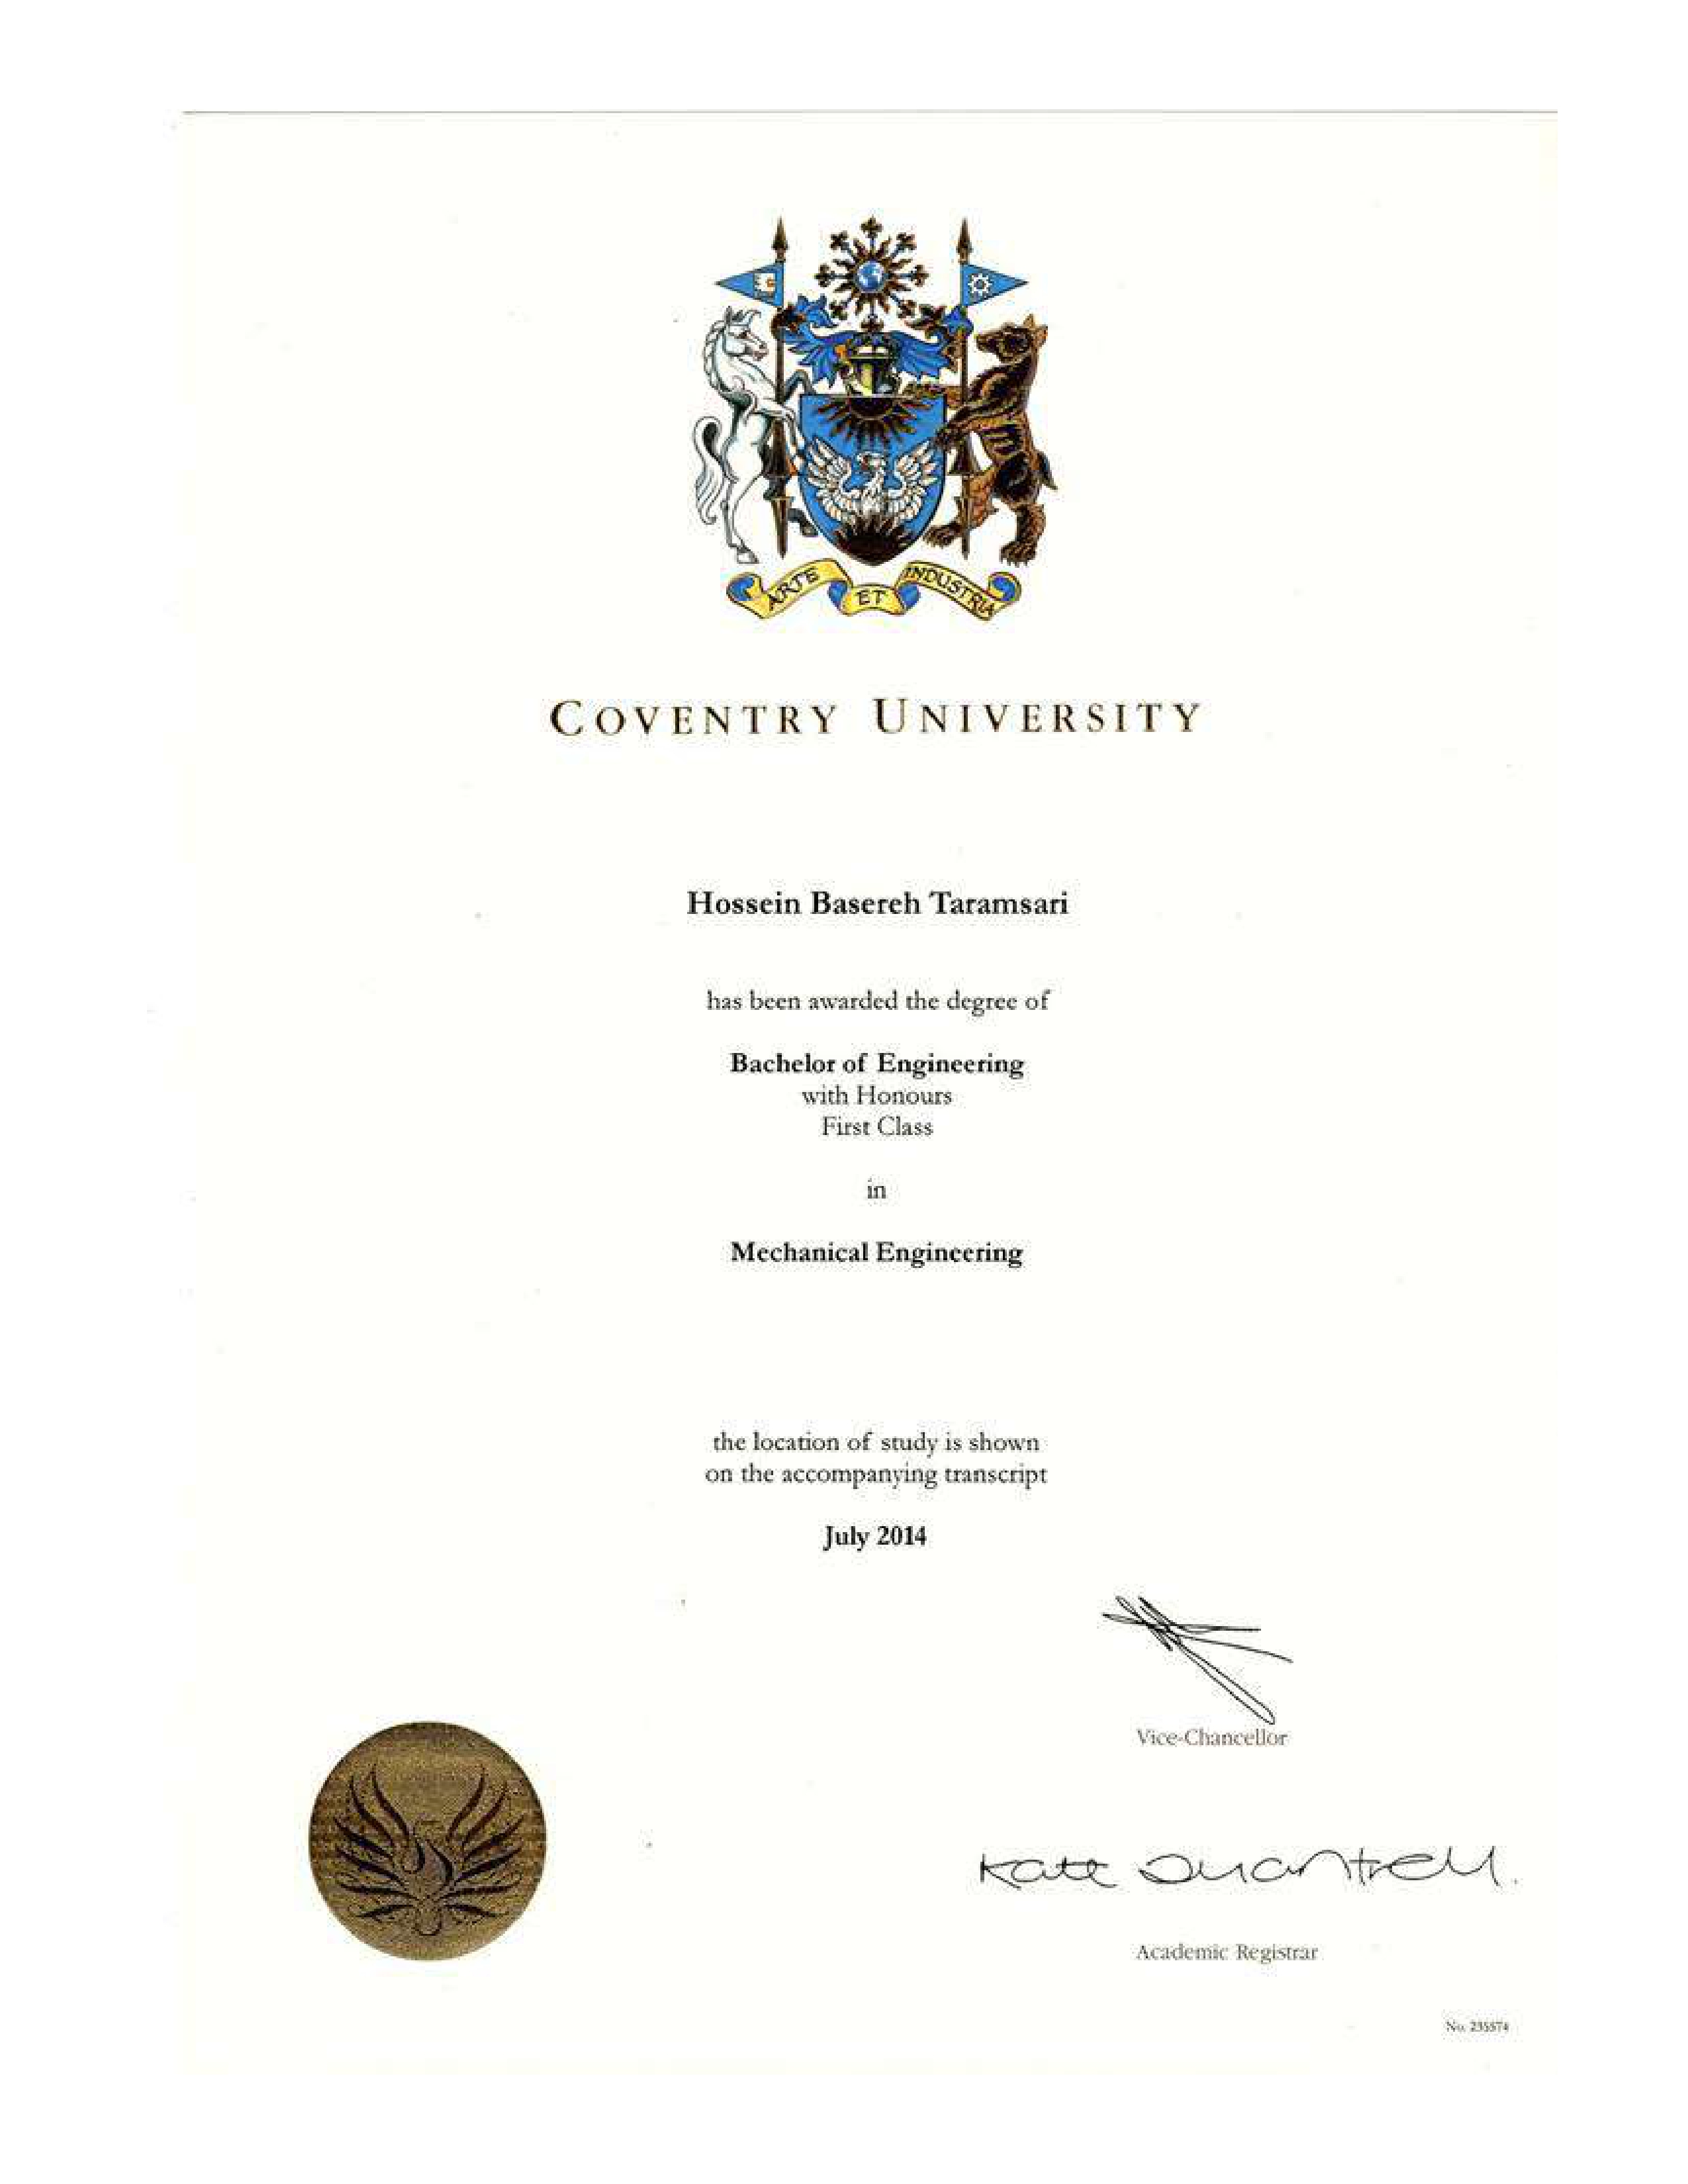 ARTE ET INDUSTRIA
COVENTRY UNIVERSITY
Hossein Basereh Taramsari
has been awarded the degree of
Bachelor of Engineering
with Honours
First Class
in
Mechanical Engineering
the location of study is shown
on the accompanying transcript
July 2014
Vice-Chancellor
Kate Quantrell.
Academic Registrar
No. 235574